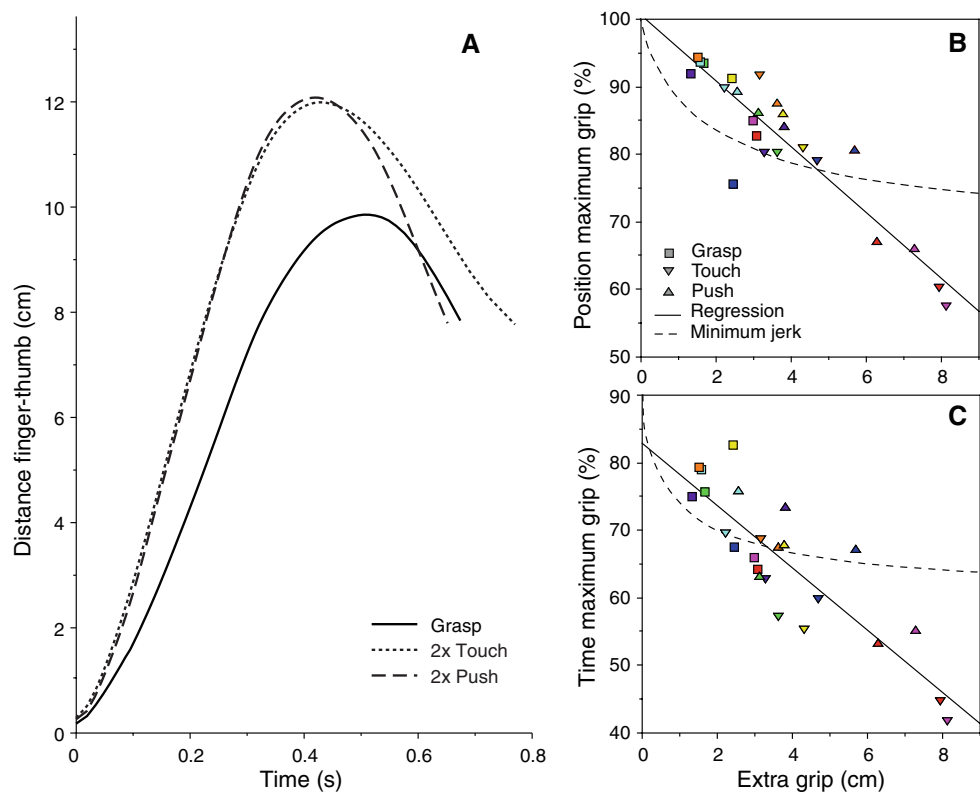 A
Distance finger-thumb (cm)
12
10
8
6
4
2
0
0
0.2
0.4
0.6
0.8
Time (s)
Grasp
2x Touch
2x Push
B
Position maximum grip (%)
100
90
80
70
60
50
0
2
4
6
8
Grasp
Touch
Push
Regression
Minimum jerk
C
Time maximum grip (%)
90
80
70
60
50
40
0
2
4
6
8
Extra grip (cm)